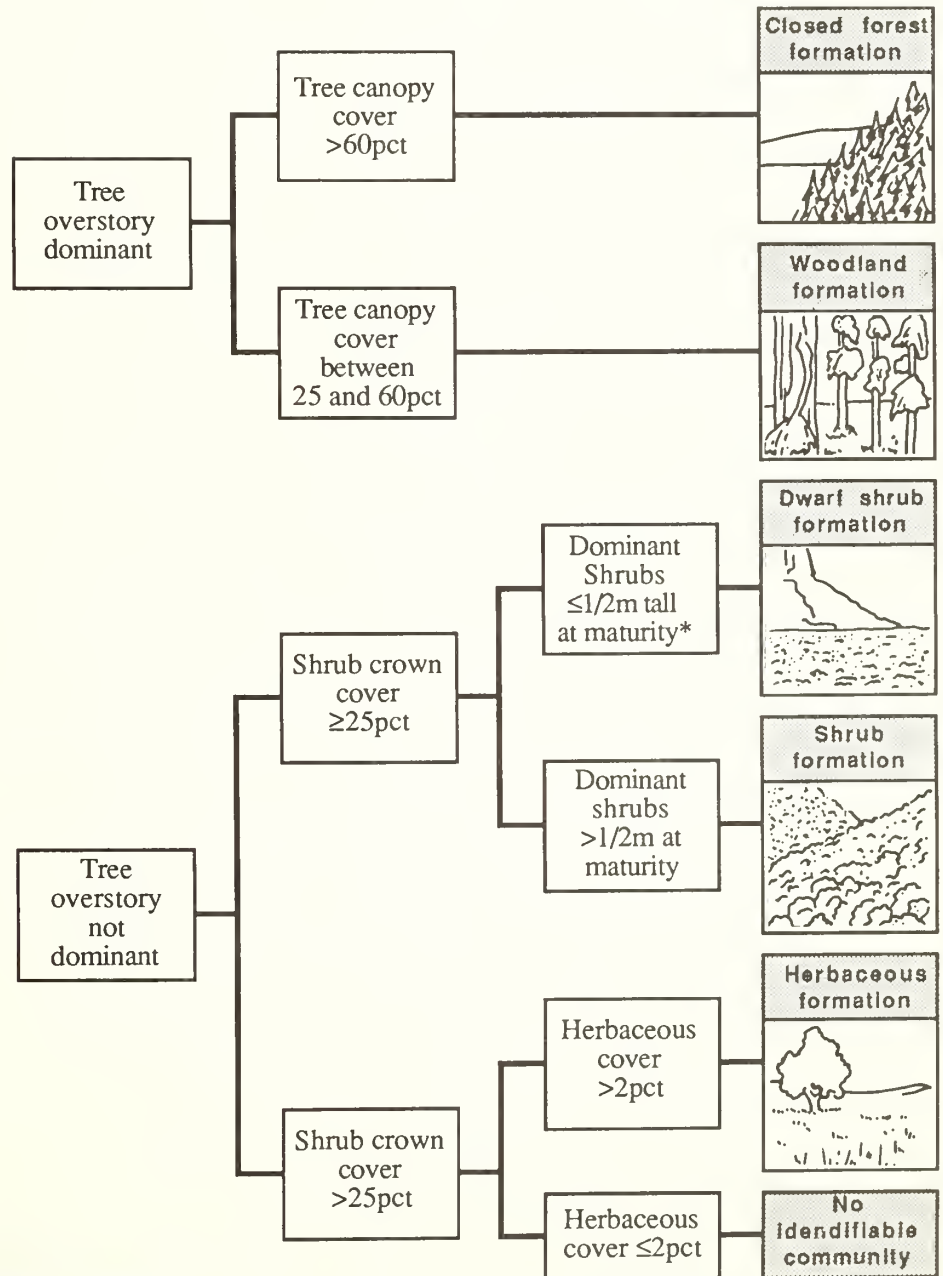 Closed forest
formation
Tree canopy
cover
>60pct
Tree
overstory
dominant
Woodland
formation
Tree canopy
cover
between
25 and 60pct
Dwarf shrub
formation
Dominant
Shrubs
≤1/2m tall
at maturity*
Shrub crown
cover
≥25pct
Shrub
formation
Dominant
shrubs
>1/2m at
maturity
Tree
overstory
not
dominant
Herbaceous
formation
Herbaceous
cover
>2pct
Shrub crown
cover
>25pct
Herbaceous
cover ≤2pct
No
idendifiable
community